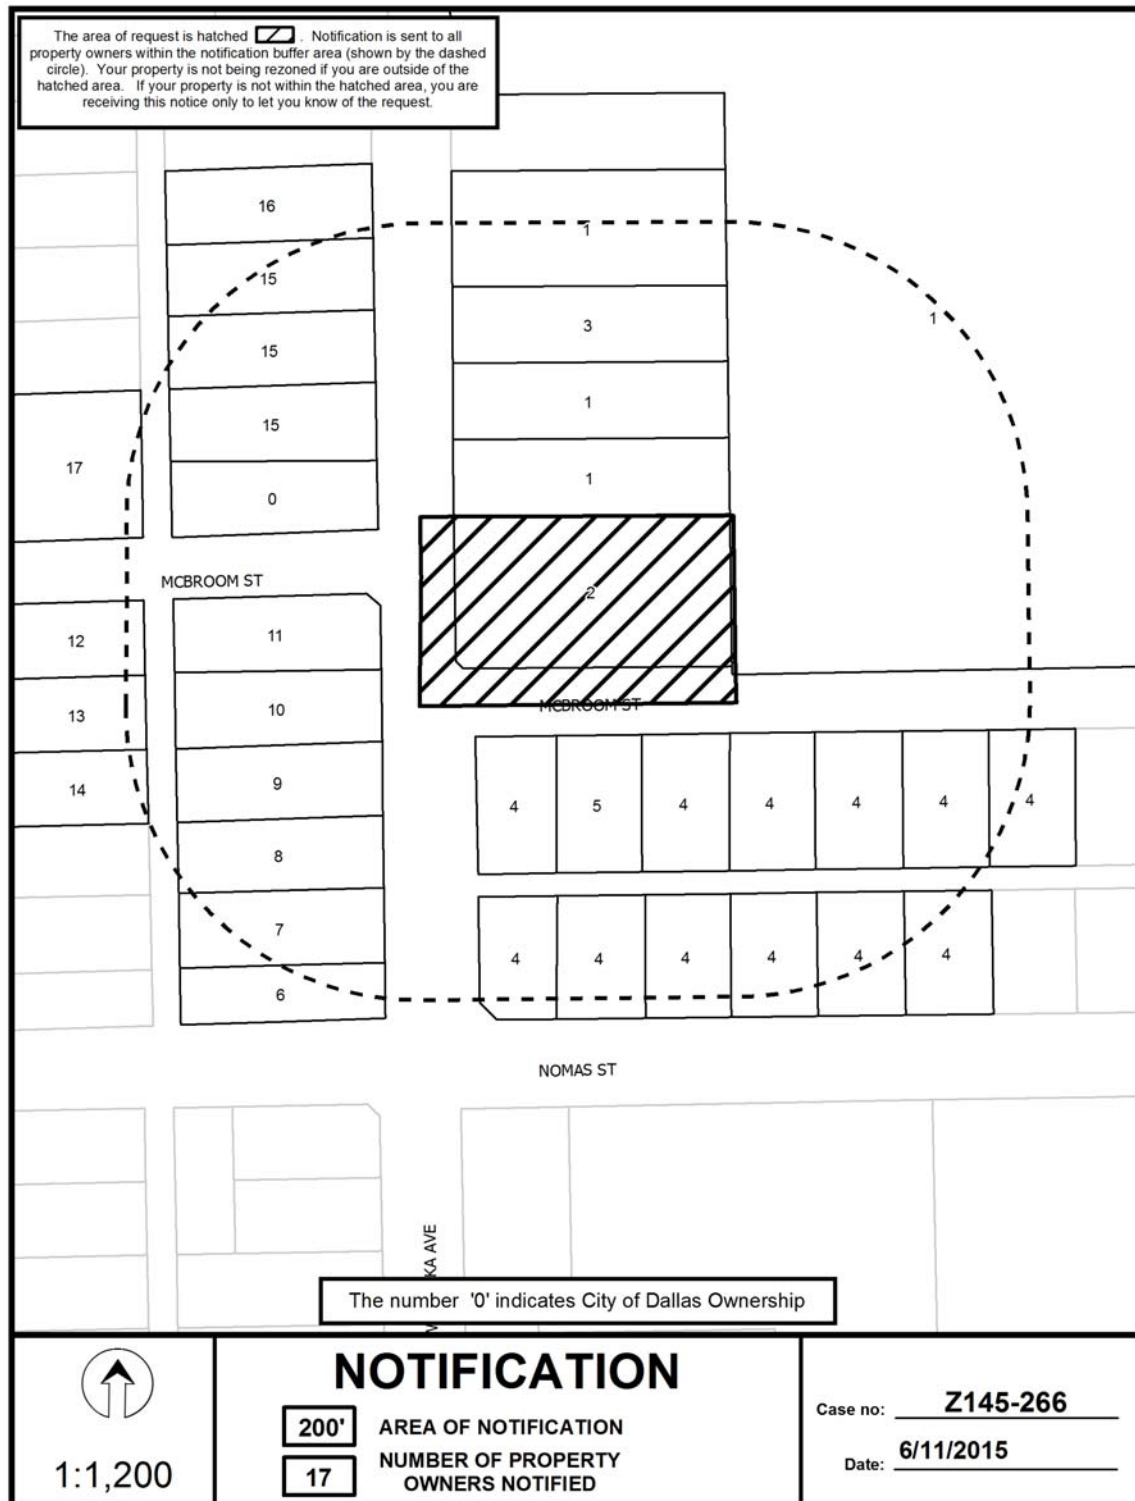 The area of request is hatched . Notification is sent to all
property owners within the notification buffer area (shown by the dashed
circle). Your property is not being rezoned if you are outside of the
hatched area. If your property is not within the hatched area, you are
receiving this notice only to let you know of the request.
16
1
15
1
3
15
1
15
17
1
0
2
MCBROOM ST
11
12
MCBROOM ST
10
13
9
14
4 5 4 4 4 4 4
8
7
4 4 4 4 4 4
6
NOMAS ST
KA AVE
The number '0' indicates City of Dallas Ownership
1:1,200
NOTIFICATION
200' AREA OF NOTIFICATION
17 NUMBER OF PROPERTY
OWNERS NOTIFIED
Case no: Z145-266
Date: 6/11/2015